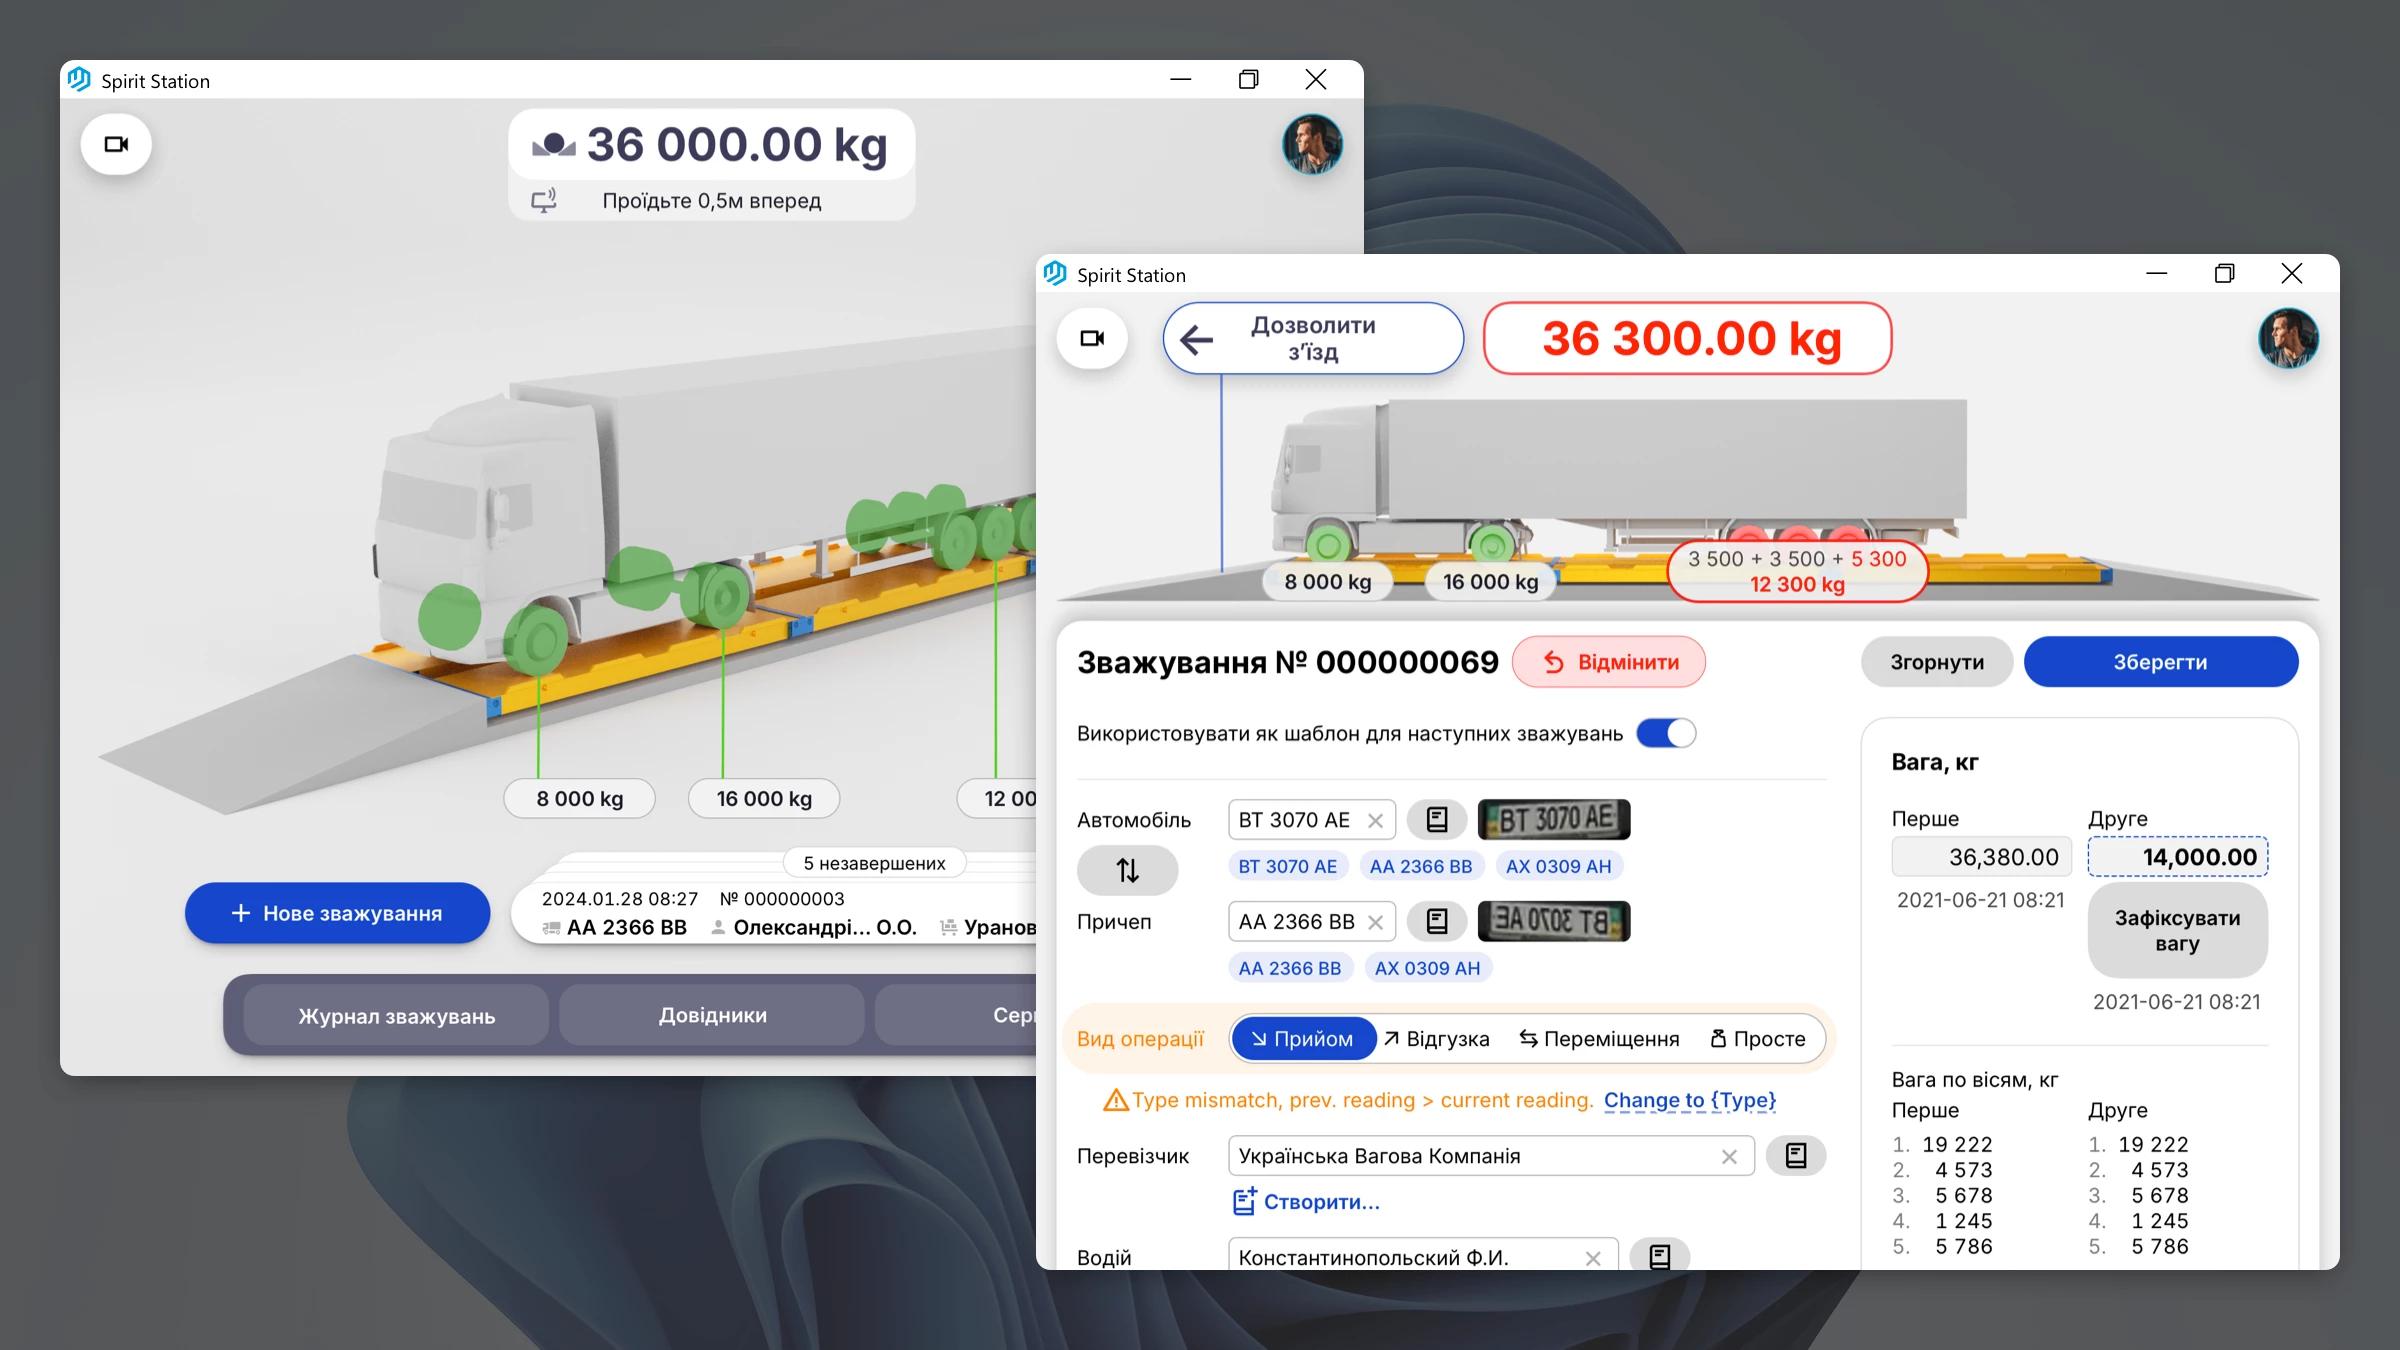 Spirit Station
36 000.00 kg
Проїдьте 0,5м вперед
8 000 kg
16 000 kg
12 00
5 незавершених
2024.01.28 08:27 № 000000003
АА 2366 ВВ Олександрі... О.О. Уранов
+ Нове зважування
Журнал зважувань
Довідники
Сер
Spirit Station
Дозволити
з’їзд
36 300.00 kg
8 000 kg
16 000 kg
3 500 + 3 500 + 5 300
12 300 kg
Зважування № 000000069
Відмінити
Згорнути
Зберегти
Використовувати як шаблон для наступних зважувань
Автомобіль
ВТ 3070 АЕ
BT 3070 AE
ВТ 3070 АЕ
АА 2366 ВВ
АХ 0309 АН
Причеп
АА 2366 ВВ
BT 3070 AE
АА 2366 ВВ
АХ 0309 АН
Вид операції
Прийом
Відгузка
Переміщення
Просте
Type mismatch, prev. reading > current reading. Change to {Type}
Перевізчик
Українська Вагова Компанія
Створити...
Водій
Константинопольский Ф.И.
Вага, кг
Перше
Друге
36,380.00
14,000.00
2021-06-21 08:21
Зафіксувати
вагу
2021-06-21 08:21
Вага по вісям, кг
Перше
Друге
1. 19 222
2. 4 573
3. 5 678
4. 1 245
5. 5 786
1. 19 222
2. 4 573
3. 5 678
4. 1 245
5. 5 786